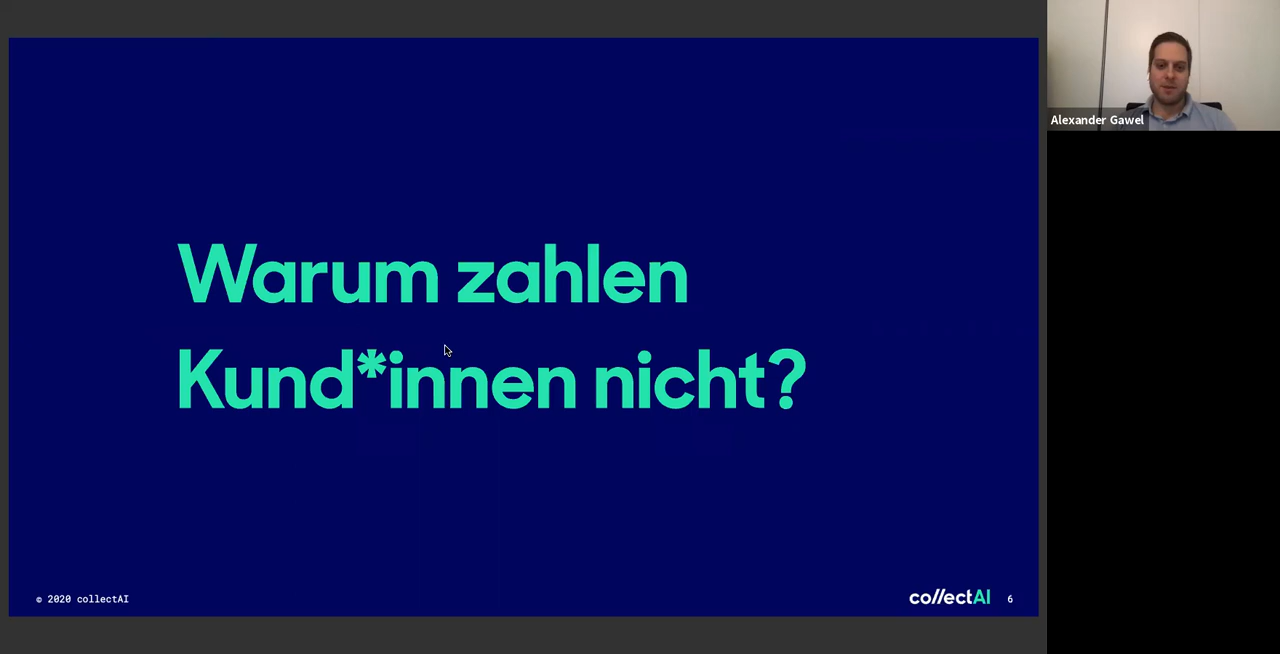 Alexander Gawel
Warum zahlen
Kund*innen nicht?
© 2020 collectAI
collectAI
6